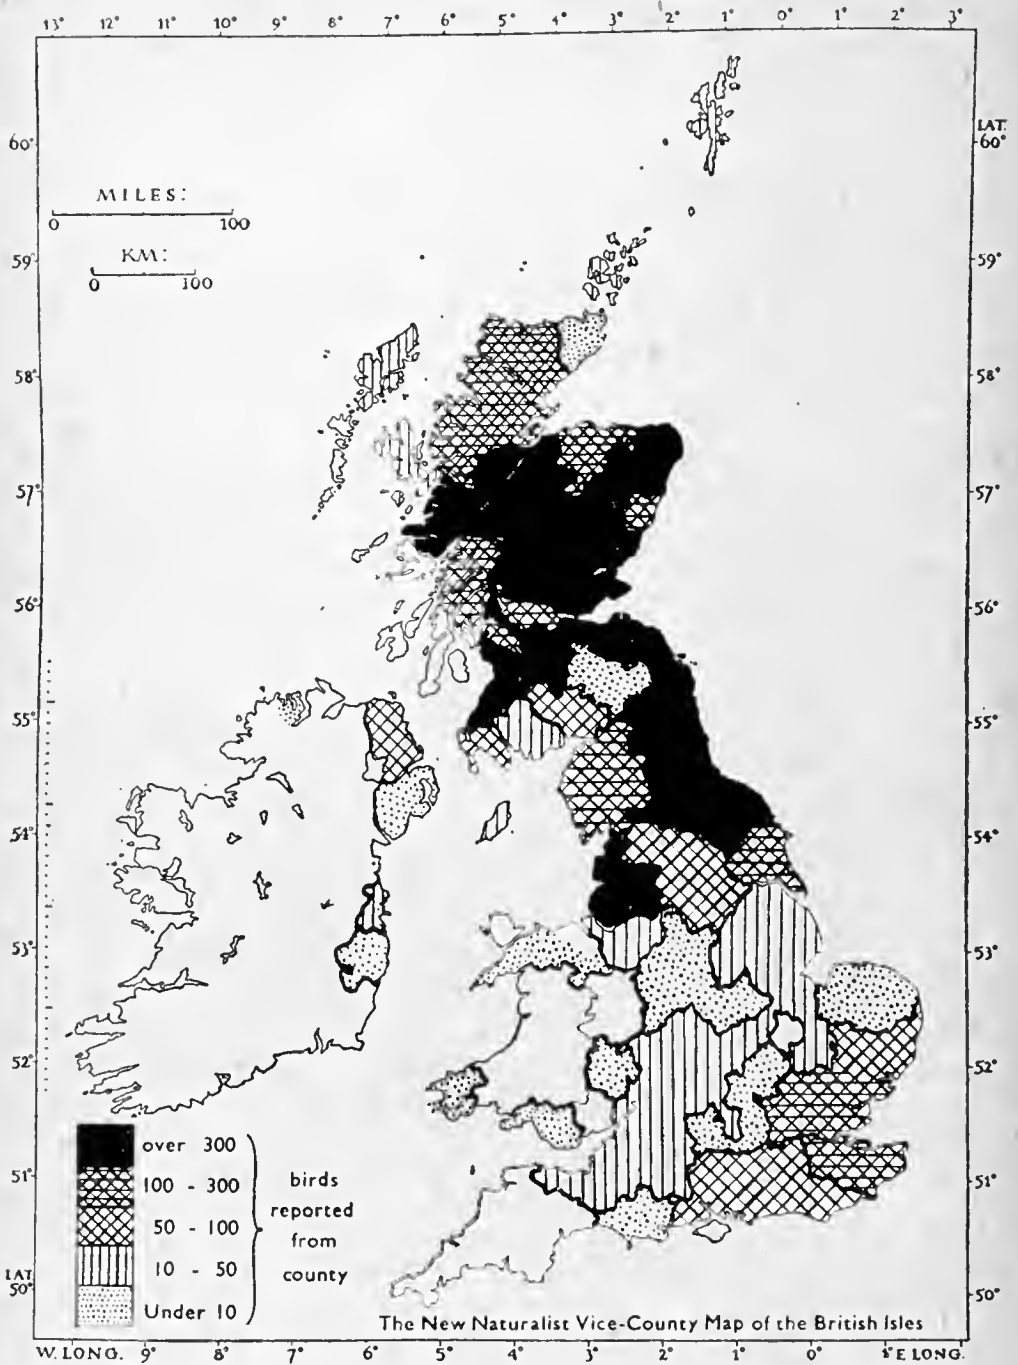 13° 12° 11° 10° 9° 8° 7° 6° 5° 4° 3° 2° 1° 0° 1° 2° 3°
LAT.
60° 60°
MILES:
0 100
59° KM: 59°
0 100
58° 58°
57° 57°
56° 56°
55° 55°
54° 54°
53° 53°
52° 52°
over 300
51° 100 - 300 birds 51°
50 - 100 reported
from
10 - 50 county
LAT.
50° 50°
Under 10
The New Naturalist Vice-County Map of the British Isles
W. LONG. 9° 8° 7° 6° 5° 4° 3° 2° 1° 0° 1° E LONG.